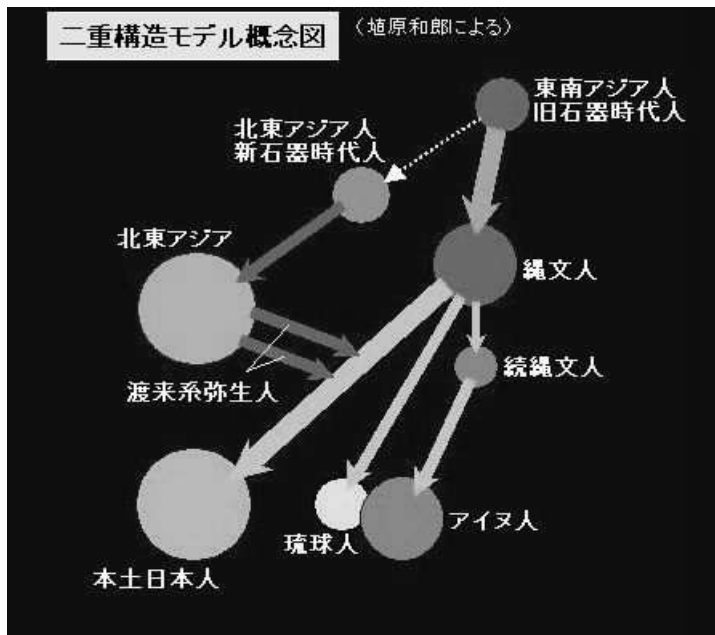 二重構造モデル概念図
（埴原和郎による）
東南アジア人
旧石器時代人
北東アジア人
新石器時代人
北東アジア
縄文人
続縄文人
渡来系弥生人
琉球人
アイヌ人
本土日本人